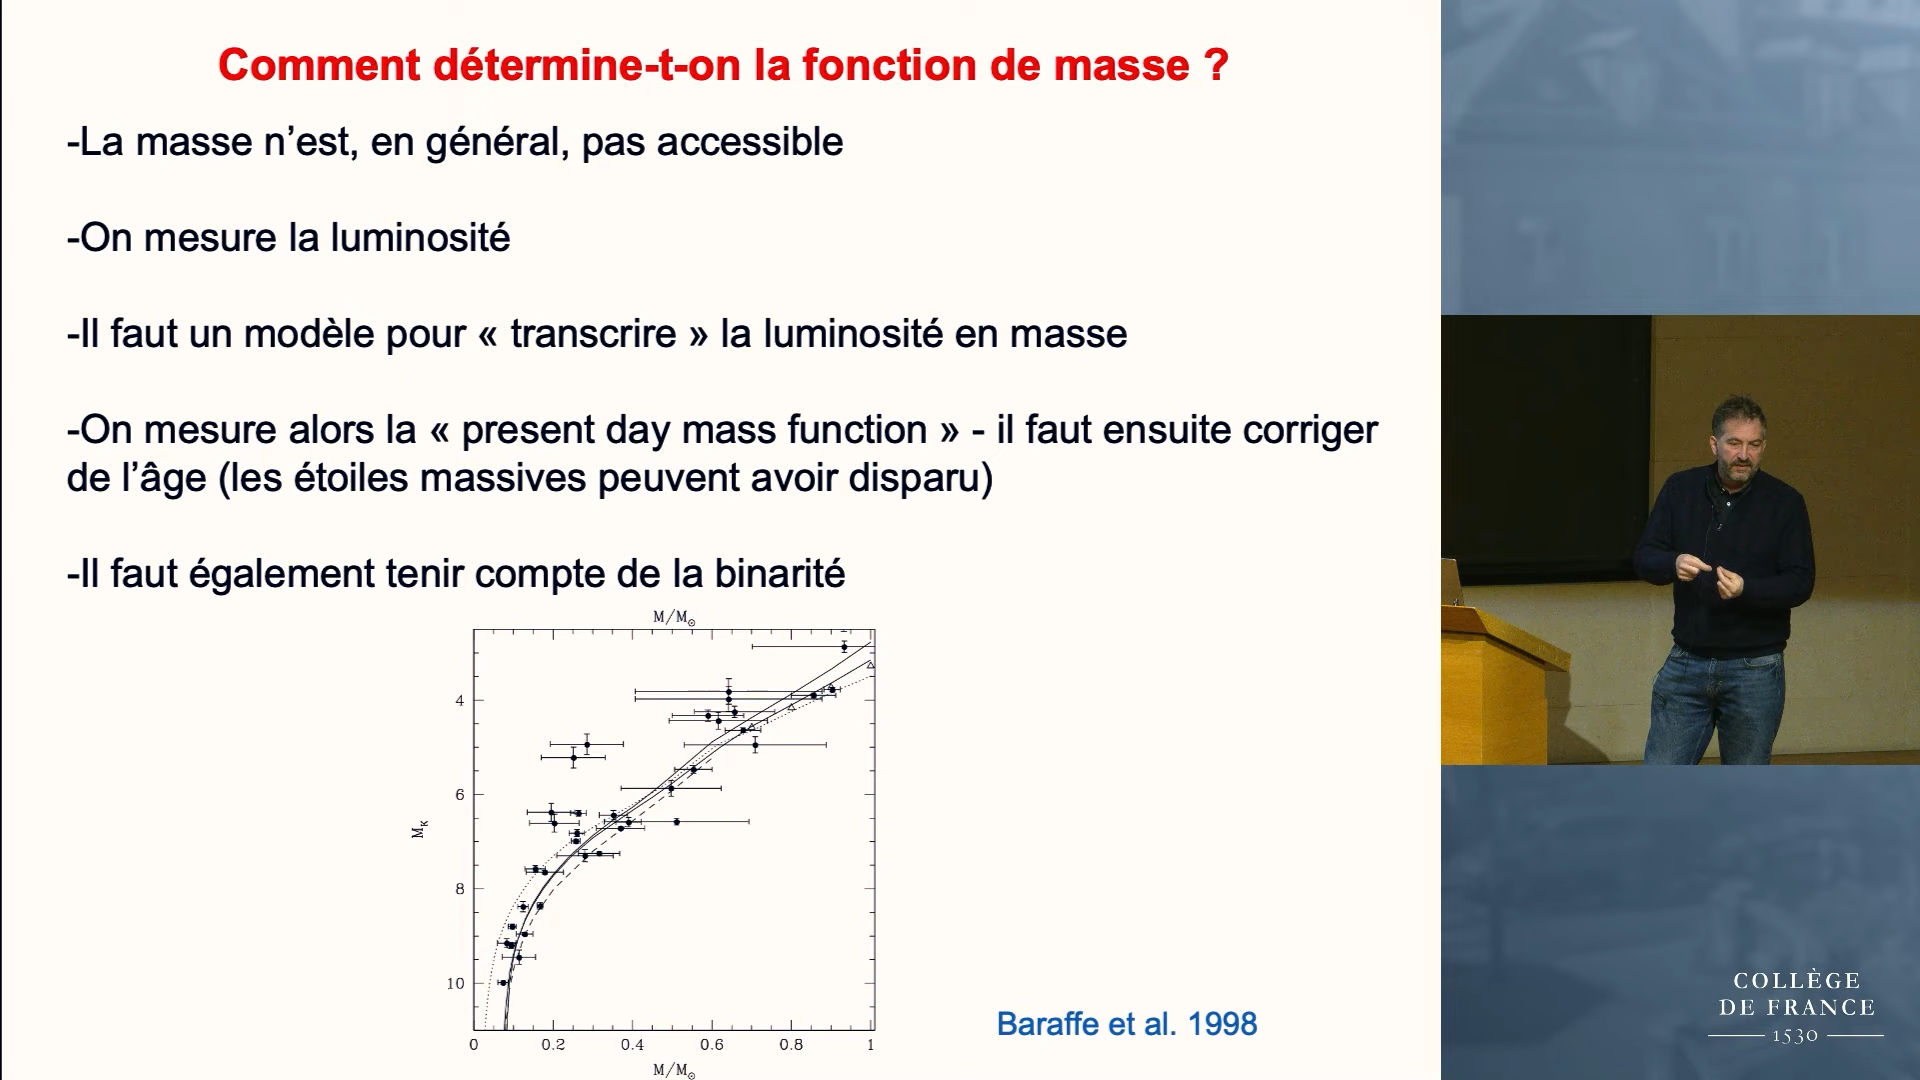 Comment détermine-t-on la fonction de masse ?
-La masse n’est, en général, pas accessible
-On mesure la luminosité
-Il faut un modèle pour « transcrire » la luminosité en masse
-On mesure alors la « present day mass function » - il faut ensuite corriger
de l’âge (les étoiles massives peuvent avoir disparu)
-Il faut également tenir compte de la binarité
M/M⊙
4
6
M_K
8
10
0 0.2 0.4 0.6 0.8 1
M/M⊙
Baraffe et al. 1998
COLLÈGE
DE FRANCE
1530